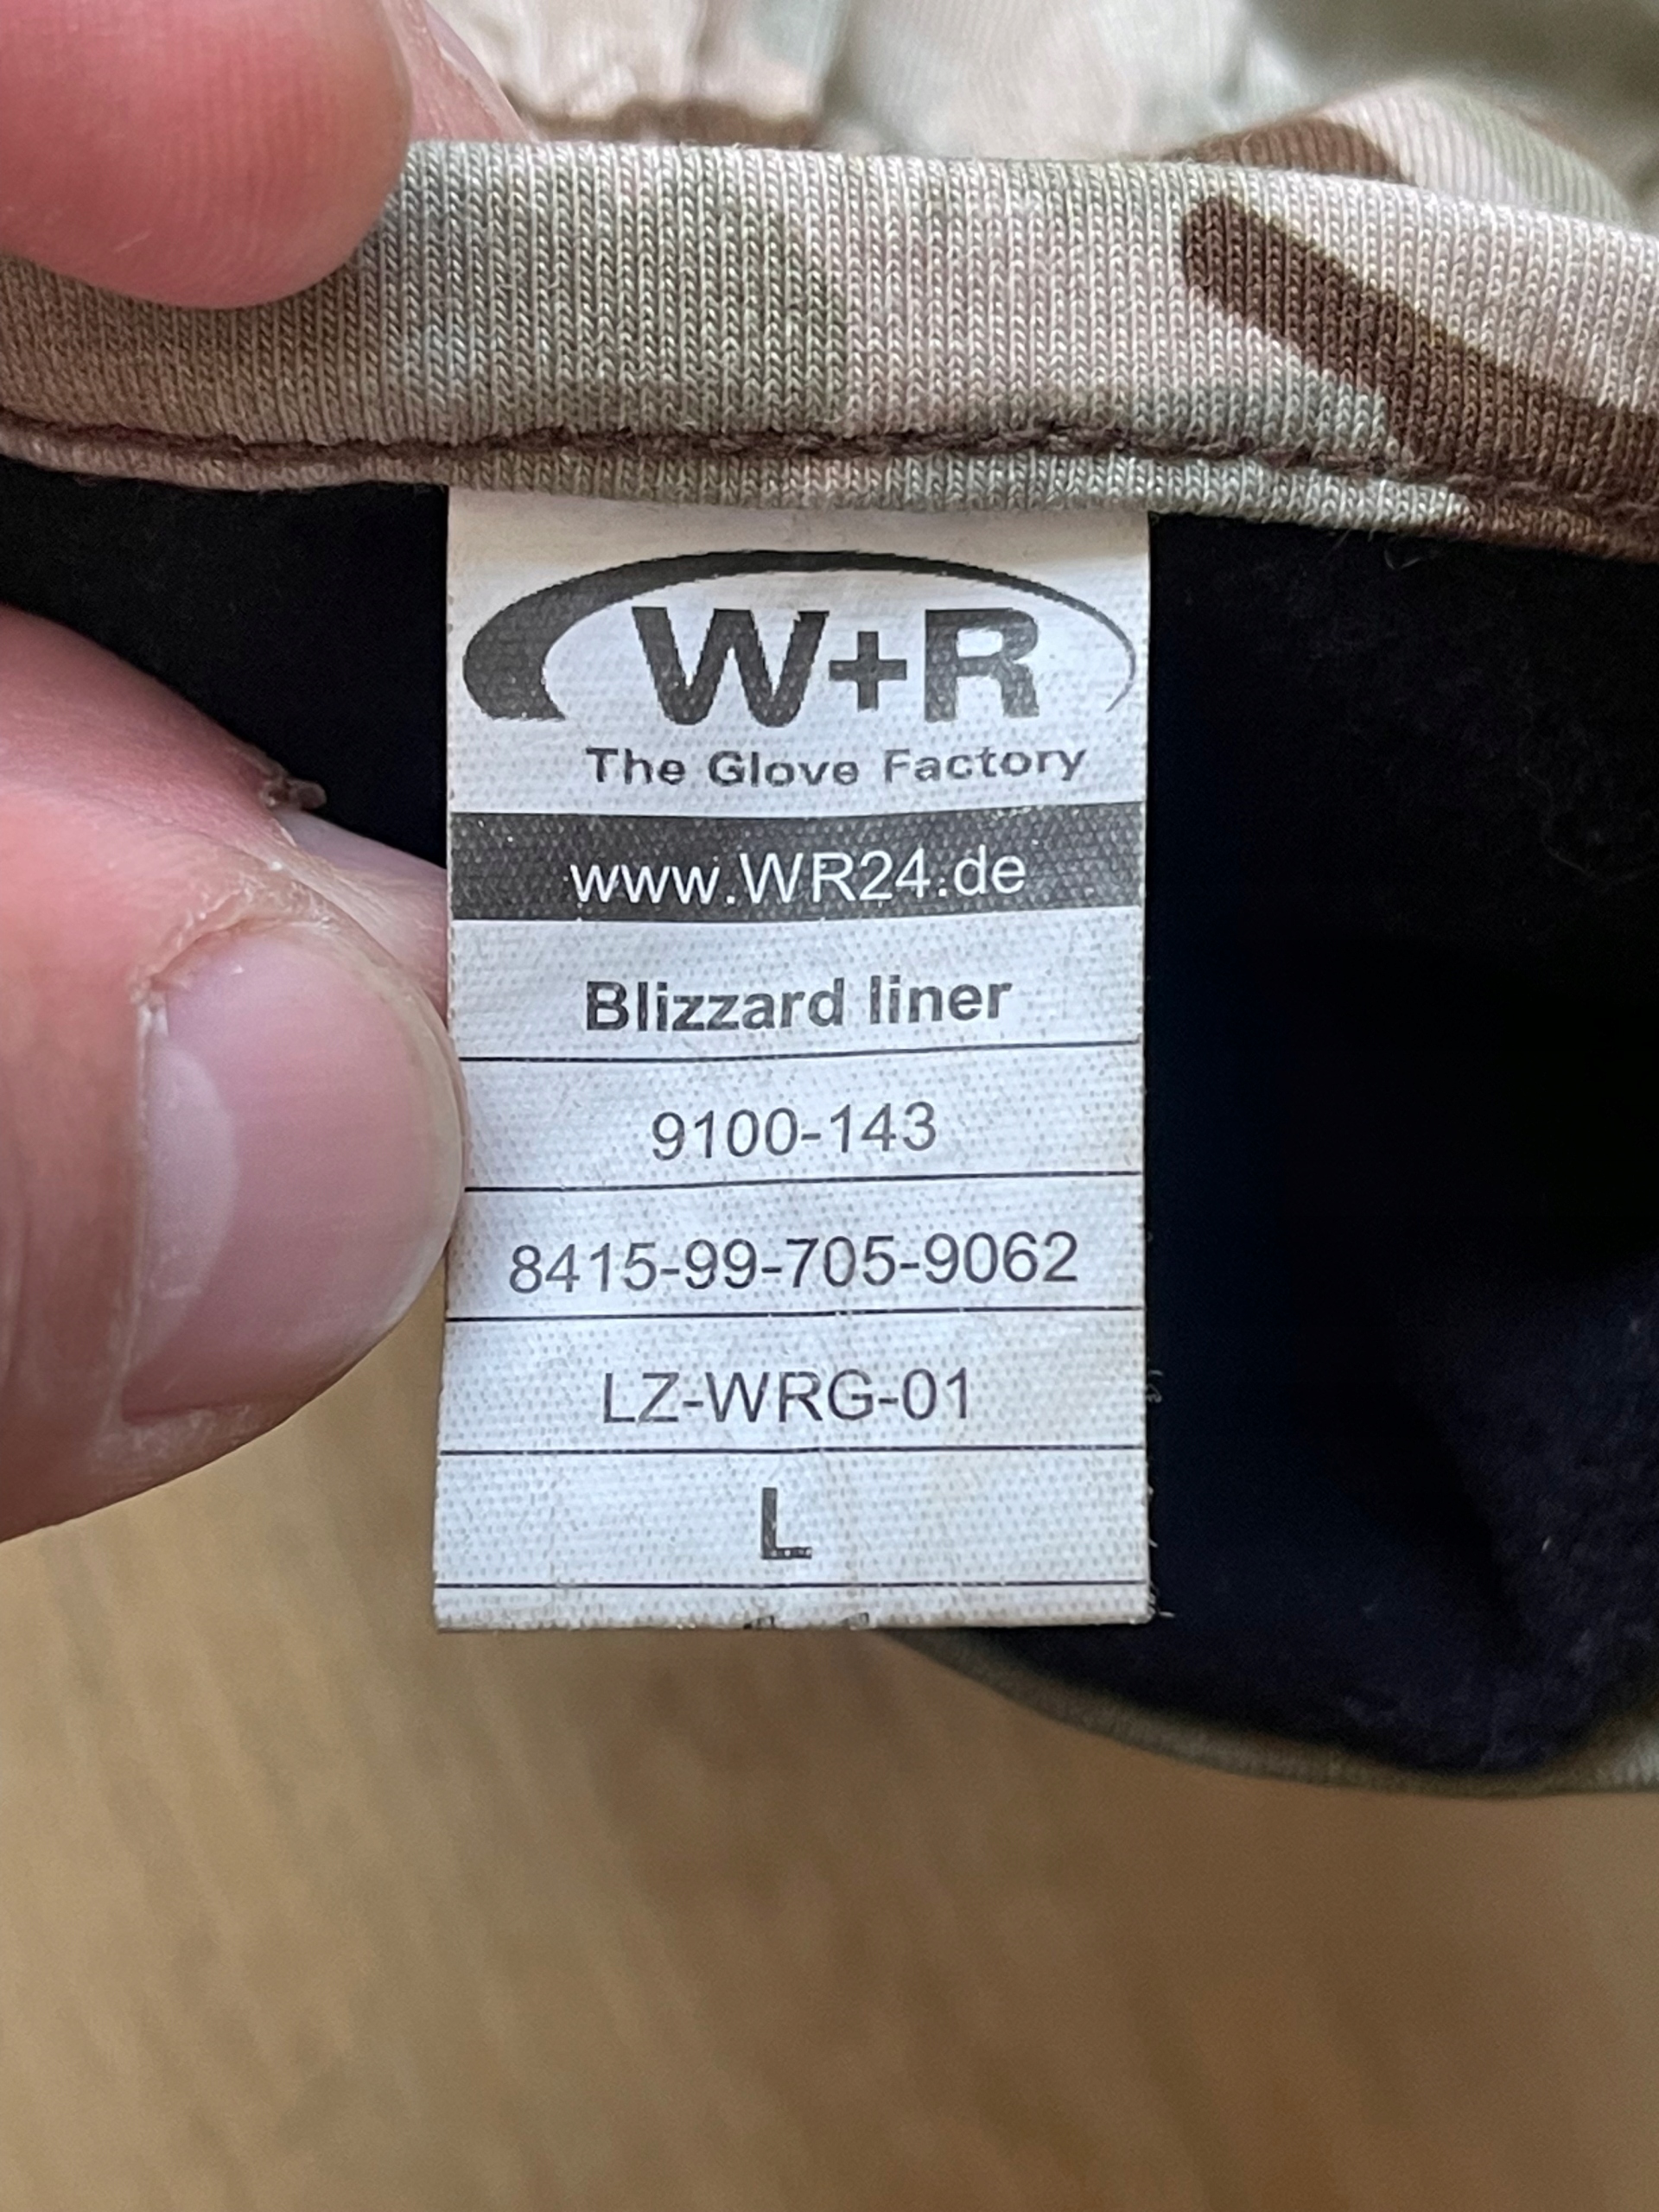 W+R
The Glove Factory
www.WR24.de
Blizzard liner
9100-143
8415-99-705-9062
LZ-WRG-01
L